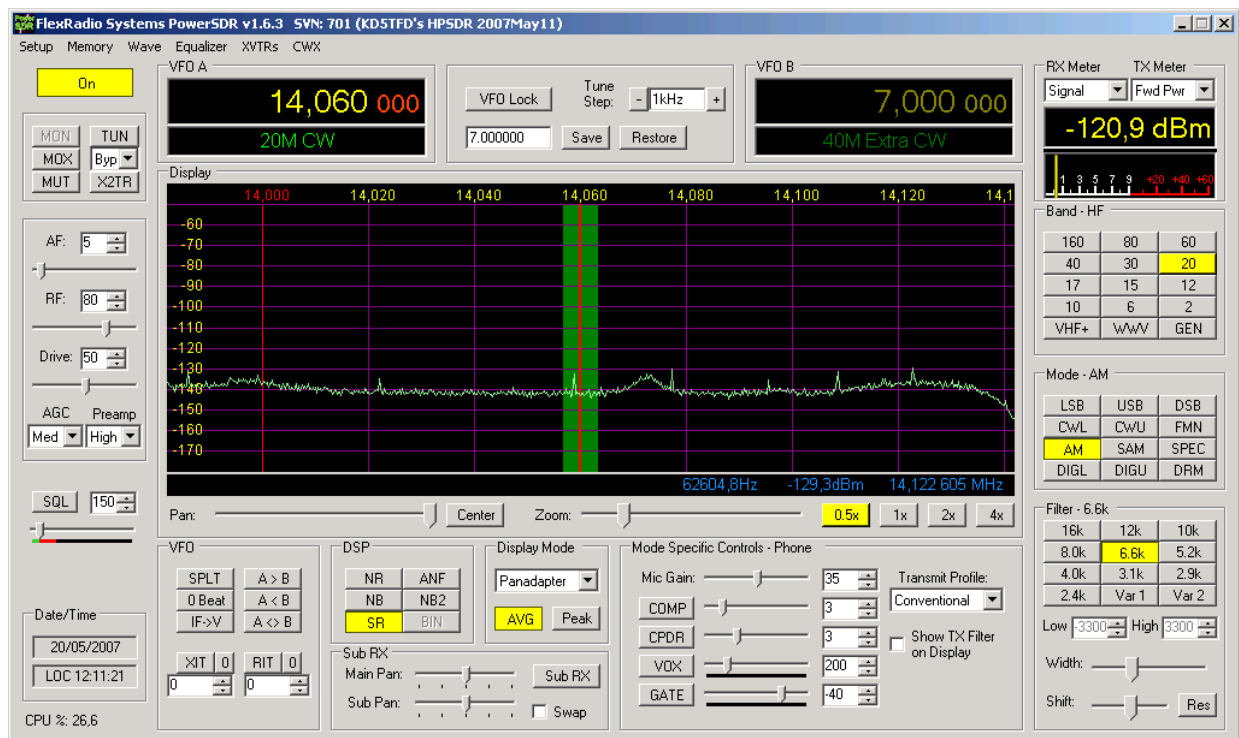 FlexRadio Systems PowerSDR v1.6.3 SVN: 701 (KD5TFD's HPSDR 2007May11)
Setup Memory Wave Equalizer XVTRs CWX
On
MON TUN
MOX Byp
MUT X2TR
AF: 5
RF: 80
Drive: 50
AGC Preamp
Med High
SQL 150
Date/Time
20/05/2007
LOC 12:11:21
CPU %: 26,6
VFO A
14,060 000
20M CW
VFO Lock Tune Step: - 1kHz +
7.000000 Save Restore
VFO B
7,000 000
40M Extra CW
Display
14,000 14,020 14,040 14,060 14,080 14,100 14,120 14,1
-60
-70
-80
-90
-100
-110
-120
-130
-140
-150
-160
-170
62604,8Hz -129,3dBm 14,122 605 MHz
Pan: Center Zoom: 0.5x 1x 2x 4x
VFO
SPLT A > B
0 Beat A < B
IF->V A <> B
XIT 0 RIT 0
0 0
DSP
NR ANF
NB NB2
SR BIN
Display Mode
Panadapter
AVG Peak
Sub RX
Main Pan: Sub RX
Sub Pan: Swap
Mode Specific Controls - Phone
Mic Gain: 35
COMP 3
CPDR 3
VOX 200
GATE -40
Transmit Profile:
Conventional
Show TX Filter
on Display
RX Meter TX Meter
Signal Fwd Pwr
-120,9 dBm
1 3 5 7 9 +20 +40 +60
Band - HF
160 80 60
40 30 20
17 15 12
10 6 2
VHF+ WWV GEN
Mode - AM
LSB USB DSB
CWL CWU FMN
AM SAM SPEC
DIGL DIGU DRM
Filter - 6.6k
16k 12k 10k
8.0k 6.6k 5.2k
4.0k 3.1k 2.9k
2.4k Var 1 Var 2
Low -3300 High 3300
Width:
Shift: Res